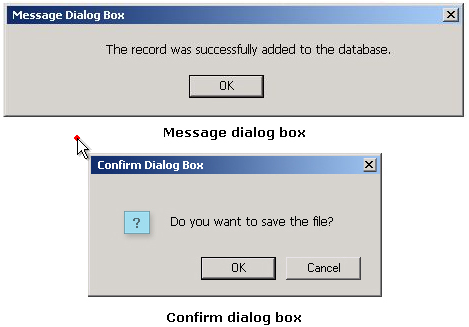 Message Dialog Box
The record was successfully added to the database.
OK
Message dialog box
Confirm Dialog Box
?
Do you want to save the file?
OK Cancel
Confirm dialog box